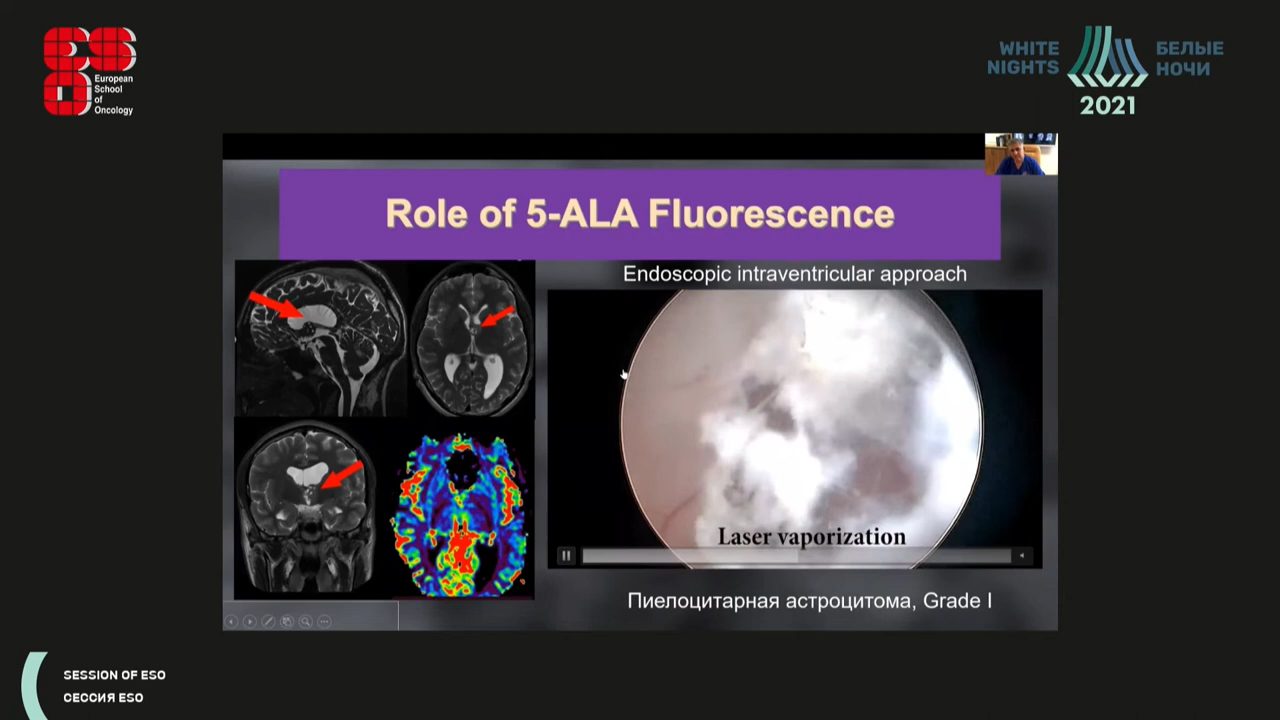 European
School
of
Oncology
WHITE
NIGHTS
БЕЛЫЕ
НОЧИ
2021
Role of 5-ALA Fluorescence
Endoscopic intraventricular approach
Laser vaporization
Пиелоцитарная астроцитома, Grade I
SESSION OF ESO
СЕССИЯ ESO